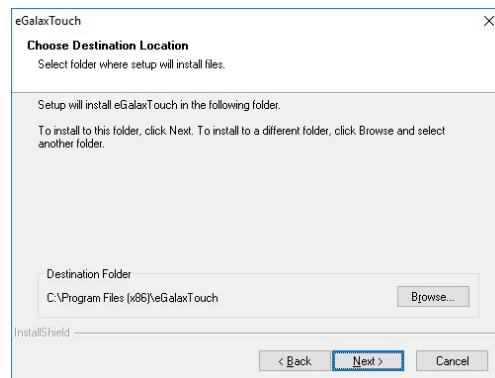 eGalaxTouch
Choose Destination Location
Select folder where setup will install files.
Setup will install eGalaxTouch in the following folder.
To install to this folder, click Next. To install to a different folder, click Browse and select
another folder.
Destination Folder
C:\Program Files (x86)\eGalaxTouch
Browse...
InstallShield
< Back
Next >
Cancel